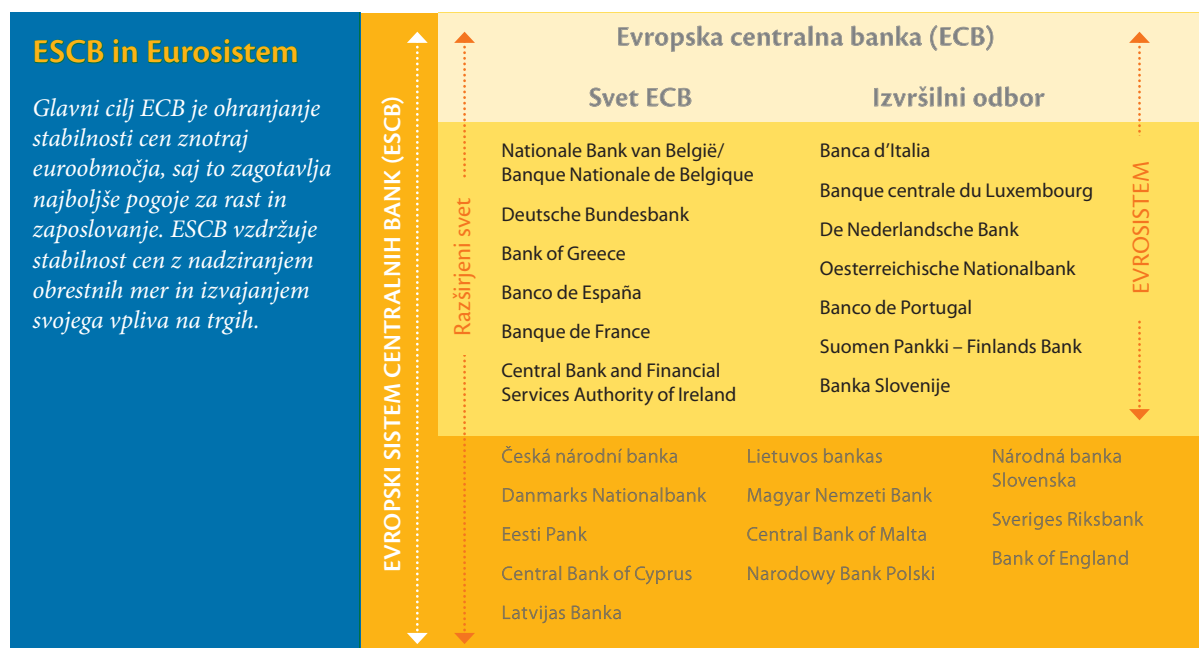 ESCB in Eurosistem
Glavni cilj ECB je ohranjanje
stabilnosti cen znotraj
euroobmočja, saj to zagotavlja
najboljše pogoje za rast in
zaposlovanje. ESCB vzdržuje
stabilnost cen z nadziranjem
obrestnih mer in izvajanjem
svojega vpliva na trgih.
EVROPSKI SISTEM CENTRALNIH BANK (ESCB)
Razširjeni svet
Evropska centralna banka (ECB)
Svet ECB
Izvršilni odbor
Nationale Bank van België/
Banque Nationale de Belgique
Deutsche Bundesbank
Bank of Greece
Banco de España
Banque de France
Central Bank and Financial
Services Authority of Ireland
Banca d’Italia
Banque centrale du Luxembourg
De Nederlandsche Bank
Oesterreichische Nationalbank
Banco de Portugal
Suomen Pankki – Finlands Bank
Banka Slovenije
EVROSISTEM
Česká národní banka
Danmarks Nationalbank
Eesti Pank
Central Bank of Cyprus
Latvijas Banka
Lietuvos bankas
Magyar Nemzeti Bank
Central Bank of Malta
Narodowy Bank Polski
Národná banka
Slovenska
Sveriges Riksbank
Bank of England